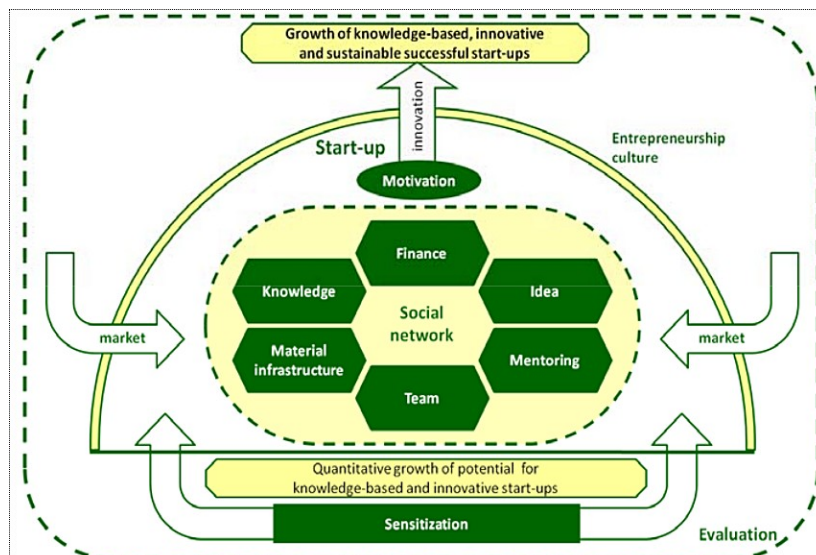 Growth of knowledge-based, innovative
and sustainable successful start-ups
innovation
Entrepreneurship
culture
Start-up
Motivation
Finance
Knowledge
Idea
Social
network
Material
infrastructure
Mentoring
Team
market
market
Quantitative growth of potential for
knowledge-based and innovative start-ups
Sensitization
Evaluation